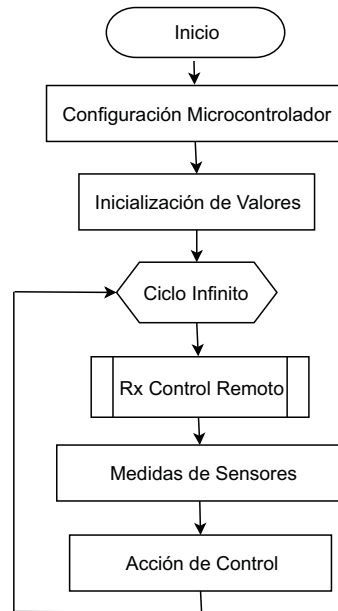 Inicio
Configuración Microcontrolador
Inicialización de Valores
Ciclo Infinito
Rx Control Remoto
Medidas de Sensores
Acción de Control